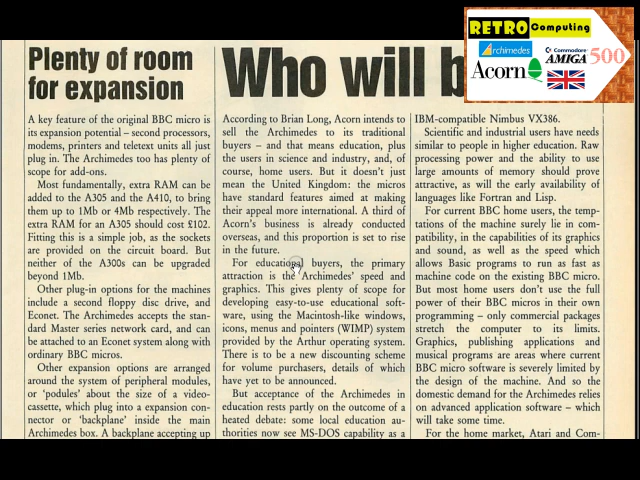 RETRO Computing
Archimedes
Commodore
AMIGA 500
Acorn
Plenty of room
for expansion
A key feature of the original BBC micro is
its expansion potential – second processors,
modems, printers and teletext units all just
plug in. The Archimedes too has plenty of
scope for add-ons.
Most fundamentally, extra RAM can be
added to the A305 and the A410, to bring
them up to 1Mb or 4Mb respectively. The
extra RAM for an A305 should cost £102.
Fitting this is a simple job, as the sockets
are provided on the circuit board. But
neither of the A300s can be upgraded
beyond 1Mb.
Other plug-in options for the machines
include a second floppy disc drive, and
Econet. The Archimedes accepts the stan-
dard Master series network card, and can
be attached to an Econet system along with
ordinary BBC micros.
Other expansion options are arranged
around the system of peripheral modules,
or 'podules' about the size of a video-
cassette, which plug into a expansion con-
nector or 'backplane' inside the main
Archimedes box. A backplane accepting up
Who will b
According to Brian Long, Acorn intends to
sell the Archimedes to its traditional
buyers – and that means education, plus
the users in science and industry, and, of
course, home users. But it doesn't just
mean the United Kingdom: the micros
have standard features aimed at making
their appeal more international. A third of
Acorn's business is already conducted
overseas, and this proportion is set to rise
in the future.
For educational buyers, the primary
attraction is the Archimedes' speed and
graphics. This gives plenty of scope for
developing easy-to-use educational soft-
ware, using the Macintosh-like windows,
icons, menus and pointers (WIMP) system
provided by the Arthur operating system.
There is to be a new discounting scheme
for volume purchasers, details of which
have yet to be announced.
But acceptance of the Archimedes in
education rests partly on the outcome of a
heated debate: some local education au-
thorities now see MS-DOS capability as a
IBM-compatible Nimbus VX386.
Scientific and industrial users have needs
similar to people in higher education. Raw
processing power and the ability to use
large amounts of memory should prove
attractive, as will the early availability of
languages like Fortran and Lisp.
For current BBC home users, the temp-
tations of the machine surely lie in com-
patibility, in the capabilities of its graphics
and sound, as well as the speed which
allows Basic programs to run as fast as
machine code on the existing BBC micro.
But most home users don't use the full
power of their BBC micros in their own
programming – only commercial packages
stretch the computer to its limits.
Graphics, publishing applications and
musical programs are areas where current
BBC micro software is severely limited by
the design of the machine. And so the
domestic demand for the Archimedes relies
on advanced application software – which
will take some time.
For the home market, Atari and Com-